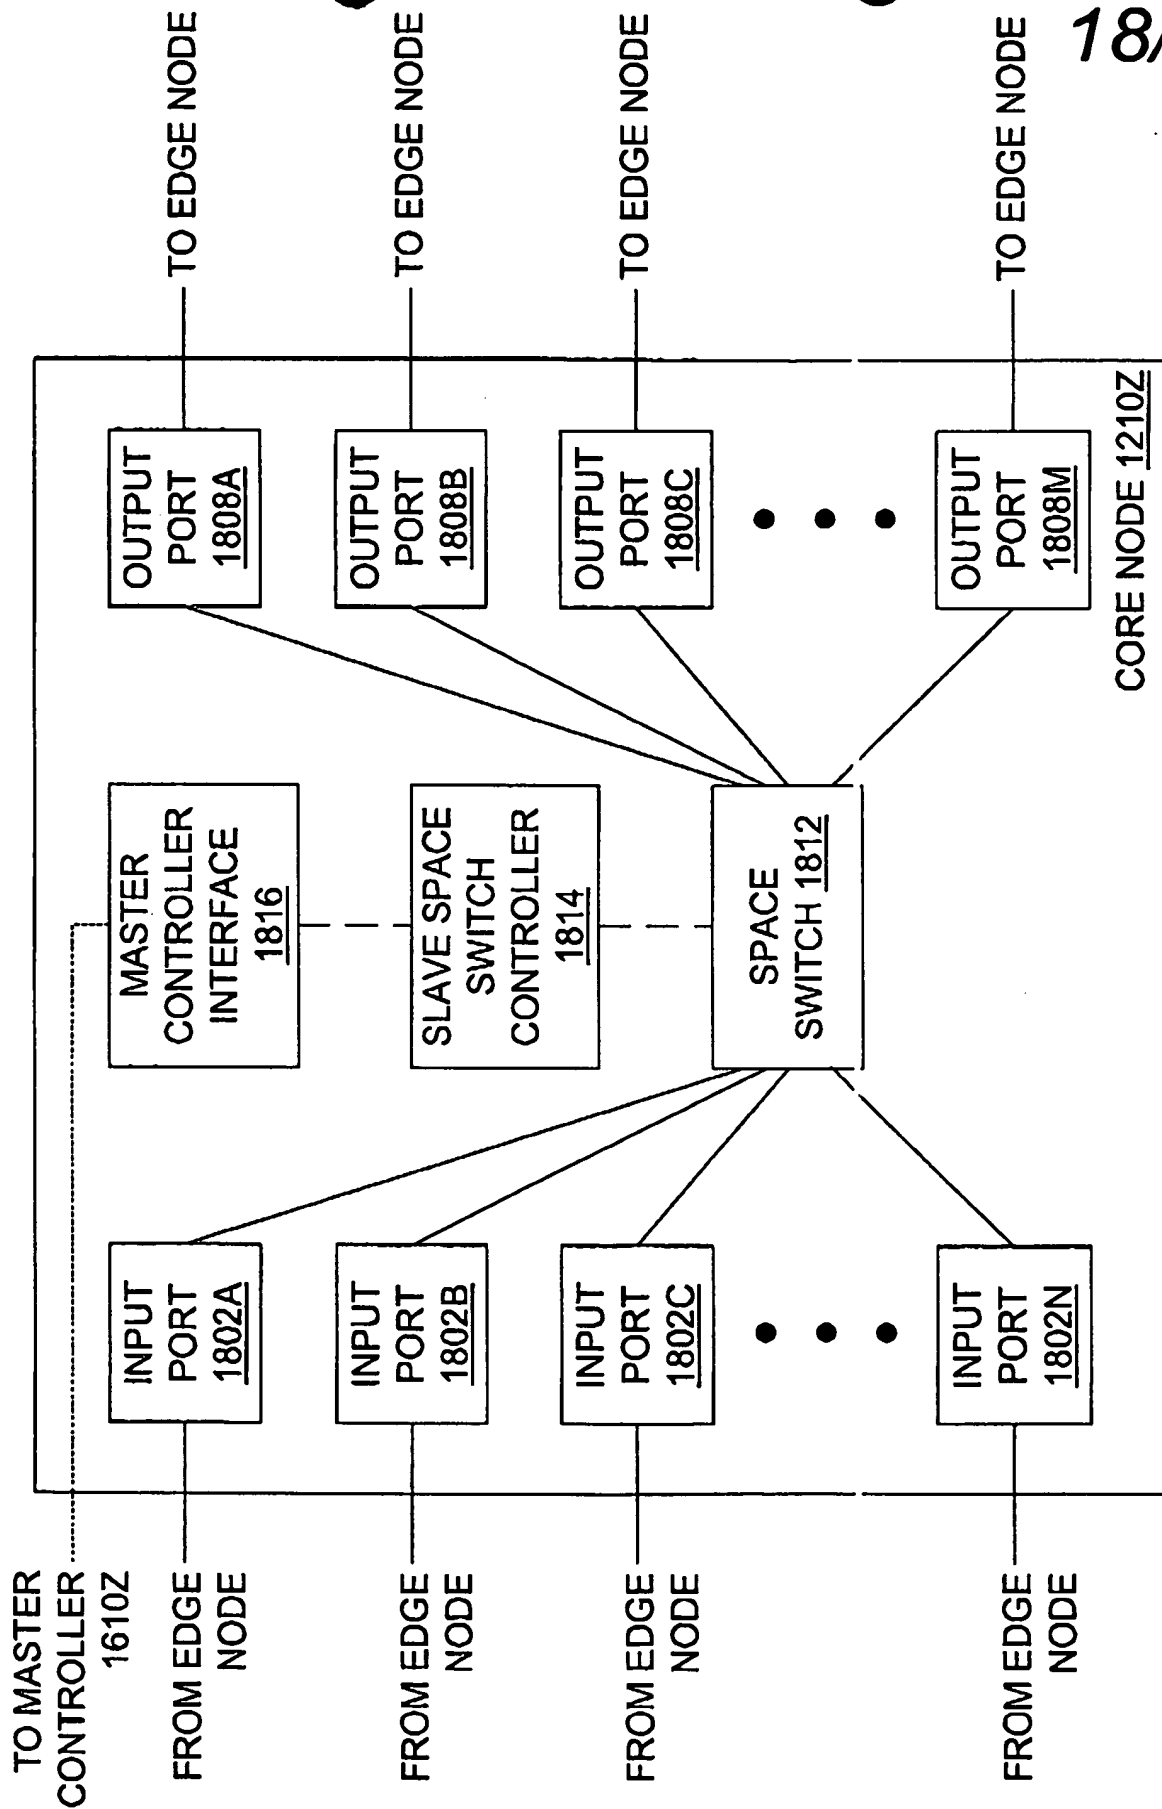 18/
TO MASTER
CONTROLLER
1610Z
FROM EDGE
NODE
FROM EDGE
NODE
FROM EDGE
NODE
FROM EDGE
NODE
INPUT
PORT
1802A
INPUT
PORT
1802B
INPUT
PORT
1802C
INPUT
PORT
1802N
MASTER
CONTROLLER
INTERFACE
1816
SLAVE SPACE
SWITCH
CONTROLLER
1814
SPACE
SWITCH 1812
OUTPUT
PORT
1808A
OUTPUT
PORT
1808B
OUTPUT
PORT
1808C
OUTPUT
PORT
1808M
CORE NODE 1210Z
TO EDGE NODE
TO EDGE NODE
TO EDGE NODE
TO EDGE NODE